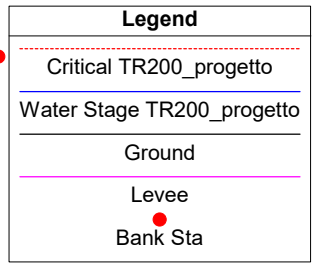 Legend
Critical TR200_progetto
Water Stage TR200_progetto
Ground
Levee
Bank Sta